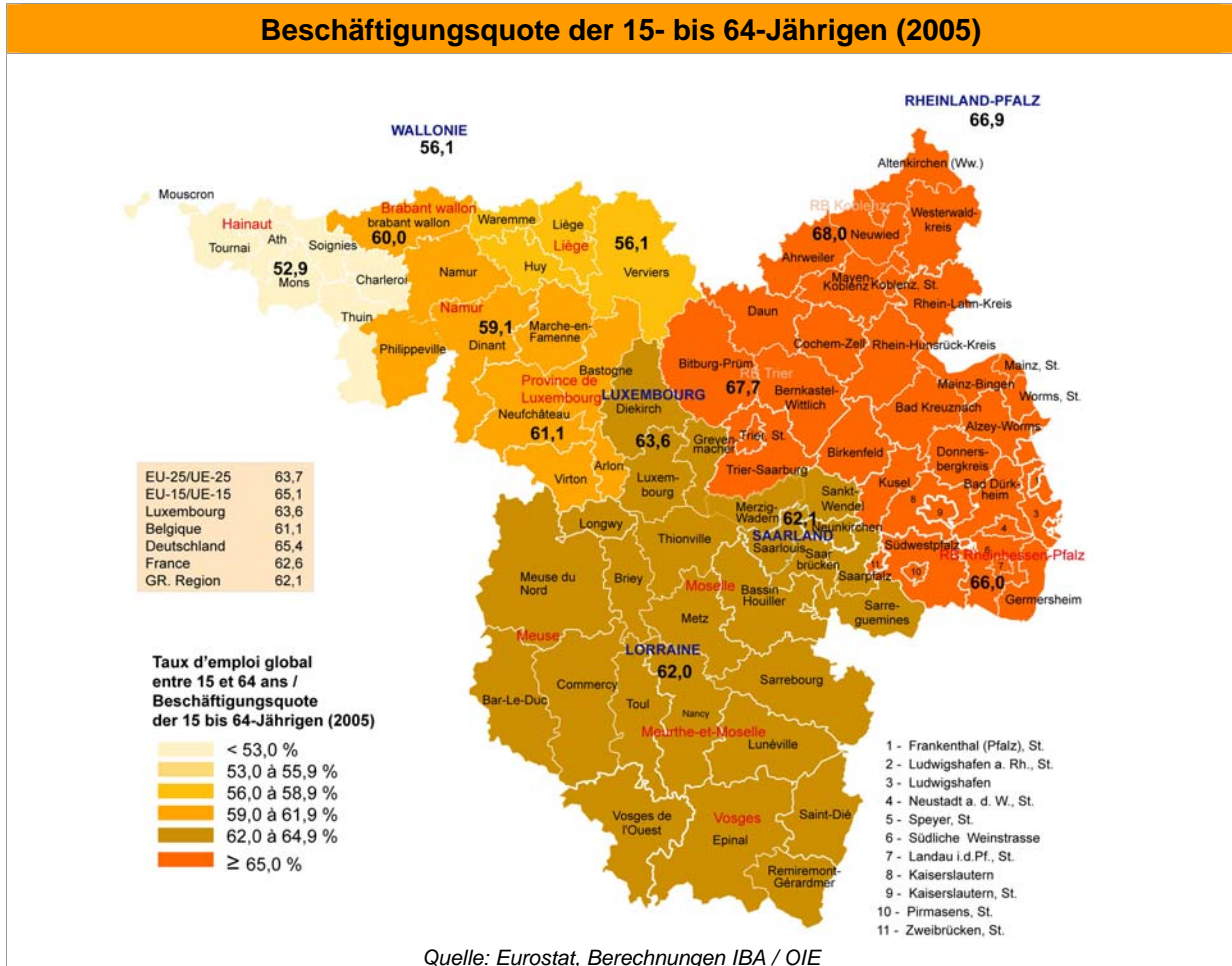 Beschäftigungsquote der 15- bis 64-Jährigen (2005)
RHEINLAND-PFALZ
66,9
WALLONIE
56,1
Altenkirchen (Ww.)
Mouscron
Hainaut
Brabant wallon
brabant wallon
60,0
Waremme
Liège
Liège
56,1
RB Koblenz
68,0
Neuwied
Westerwald-
kreis
Tournai
Ath
Soignies
52,9
Mons
Charleroi
Namur
Huy
Verviers
Ahrweiler
Mayen-
Koblenz
Koblenz, St.
Rhein-Lahn-Kreis
Thuin
Namur
59,1
Dinant
Marche-en-
Famenne
Daun
Cochem-Zell
Rhein-Hunsrück-Kreis
Philippeville
Bastogne
Bitburg-Prüm
RB Trier
67,7
Bernkastel-
Wittlich
Mainz, St.
Mainz-Bingen
Worms, St.
Province de
Luxembourg
LUXEMBOURG
Diekirch
Neufchâteau
61,1
63,6
Greven-
macher
Trier, St.
Bad Kreuznach
Alzey-Worms
Birkenfeld
Donners-
bergkreis
Virton
Arlon
Luxem-
bourg
Trier-Saarburg
Kusel
Bad Dürk-
heim
1
2
8
9
3
4
5
6
7
10
11
Sankt-
Wendel
Merzig-
Wadern
62,1
Neunkirchen
SAARLAND
Saarlouis
Saar
brücken
Saarpfalz
Südwestpfalz
RB Rheinhessen-Pfalz
66,0
Germersheim
EU-25/UE-25 63,7
EU-15/UE-15 65,1
Luxembourg 63,6
Belgique 61,1
Deutschland 65,4
France 62,6
GR. Region 62,1
Longwy
Thionville
Meuse du
Nord
Briey
Moselle
Bassin
Houiller
Sarre-
guemines
Metz
Meuse
LORRAINE
62,0
Sarrebourg
Bar-Le-Duc
Commercy
Toul
Nancy
Meurthe-et-Moselle
Lunéville
Vosges de
l'Ouest
Vosges
Epinal
Saint-Dié
Remiremont-
Gérardmer
Taux d'emploi global
entre 15 et 64 ans /
Beschäftigungsquote
der 15 bis 64-Jährigen (2005)
< 53,0 %
53,0 à 55,9 %
56,0 à 58,9 %
59,0 à 61,9 %
62,0 à 64,9 %
≥ 65,0 %
1 - Frankenthal (Pfalz), St.
2 - Ludwigshafen a. Rh., St.
3 - Ludwigshafen
4 - Neustadt a. d. W., St.
5 - Speyer, St.
6 - Südliche Weinstrasse
7 - Landau i.d.Pf., St.
8 - Kaiserslautern
9 - Kaiserslautern, St.
10 - Pirmasens, St.
11 - Zweibrücken, St.
Quelle: Eurostat, Berechnungen IBA / OIE